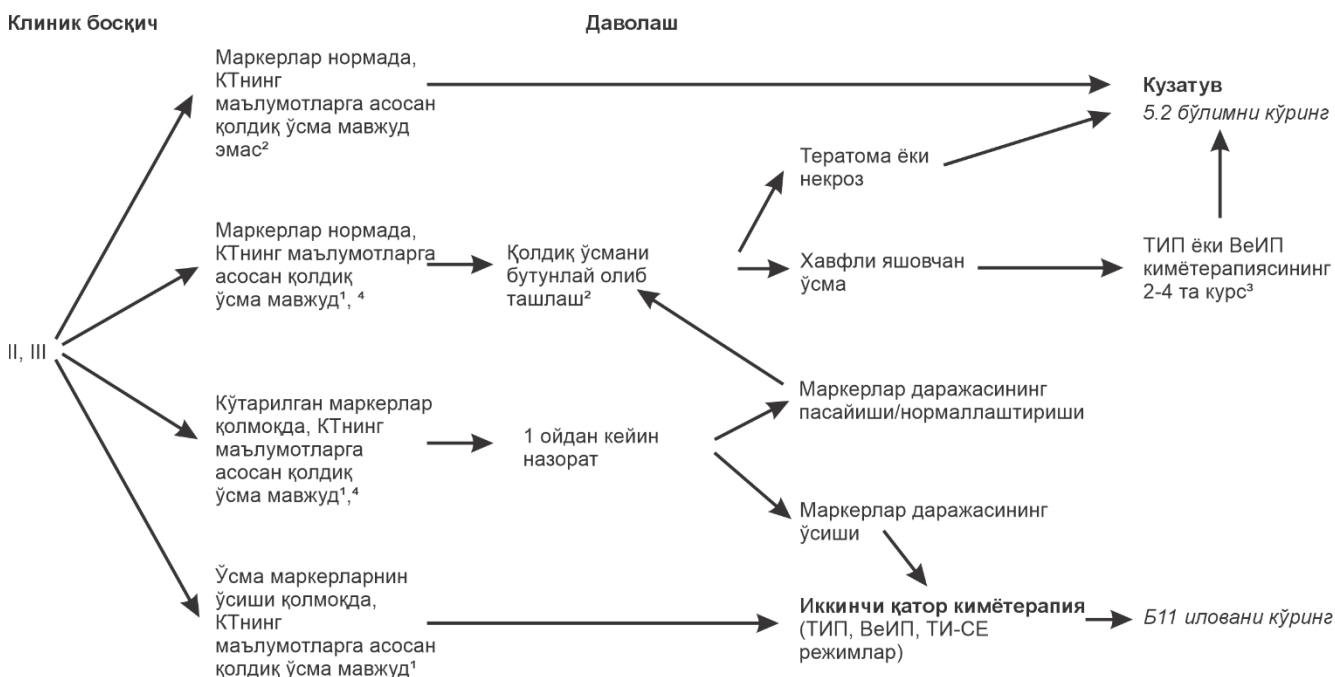 Клиник босқич
Даволаш
Маркерлар нормада,
КТнинг
маълумотларга асосан
қолдиқ ўсма мавжуд
эмас²
Кузатув
5.2 бўлимни кўринг
Тератома ёки
некроз
Маркерлар нормада,
КТнинг маълумотларга
асосан қолдиқ
ўсма мавжуд¹, ⁴
Қолдиқ ўсмани
бутунлай олиб
ташлаш²
Хавфли яшовчан
ўсма
ТИП ёки ВеИП
кимётерапиясининг
2-4 та курс³
II, III
Кўтарилган маркерлар
қолмоқда, КТнинг
маълумотларга
асосан қолдиқ
ўсма мавжуд¹,⁴
1 ойдан кейин
назорат
Маркерлар даражасининг
пасайиши/нормаллаштириши
Маркерлар даражасининг
ўсиши
Ўсма маркерларнин
ўсиши қолмоқда,
КТнинг
маълумотларга асосан
қолдиқ ўсма мавжуд¹
Иккинчи қатор кимётерапия
(ТИП, ВеИП, ТИ-СЕ
режимлар)
Б11 иловани кўринг